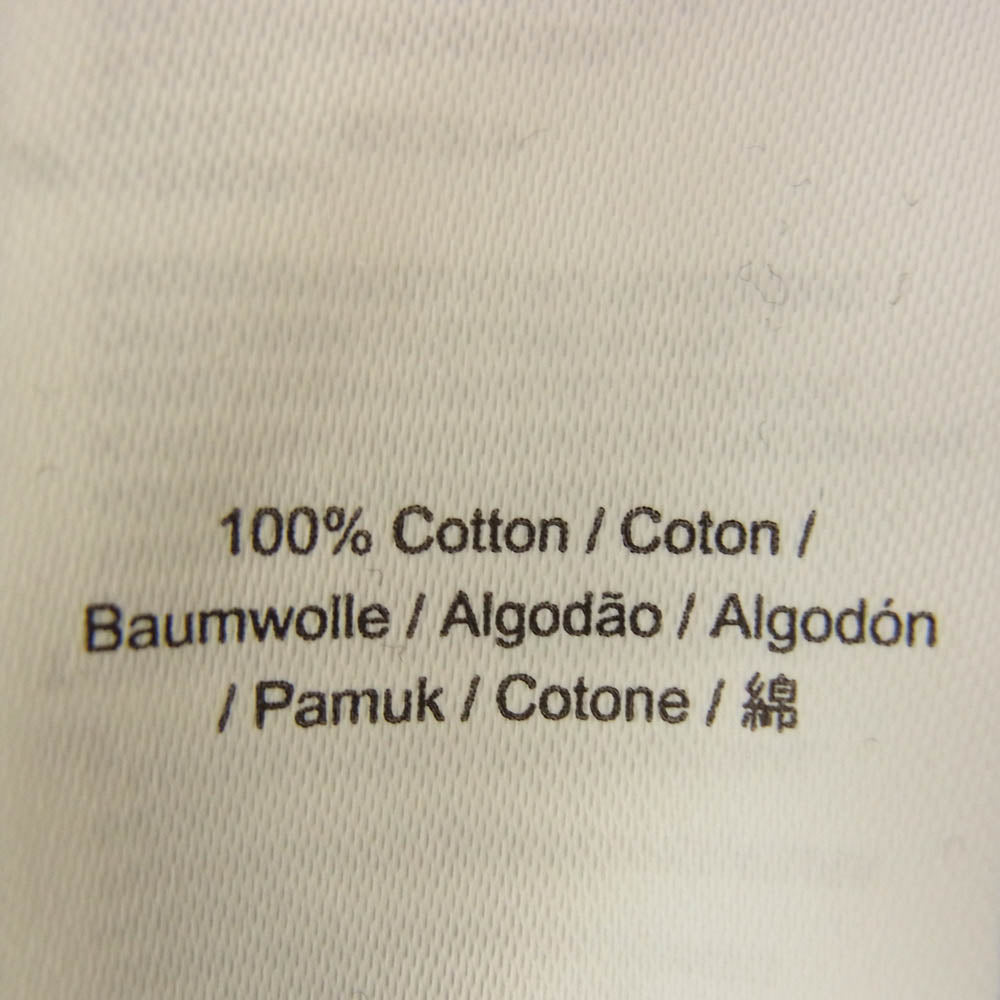 100% Cotton / Coton /
Baumwolle / Algodão / Algodón
/ Pamuk / Cotone / 綿